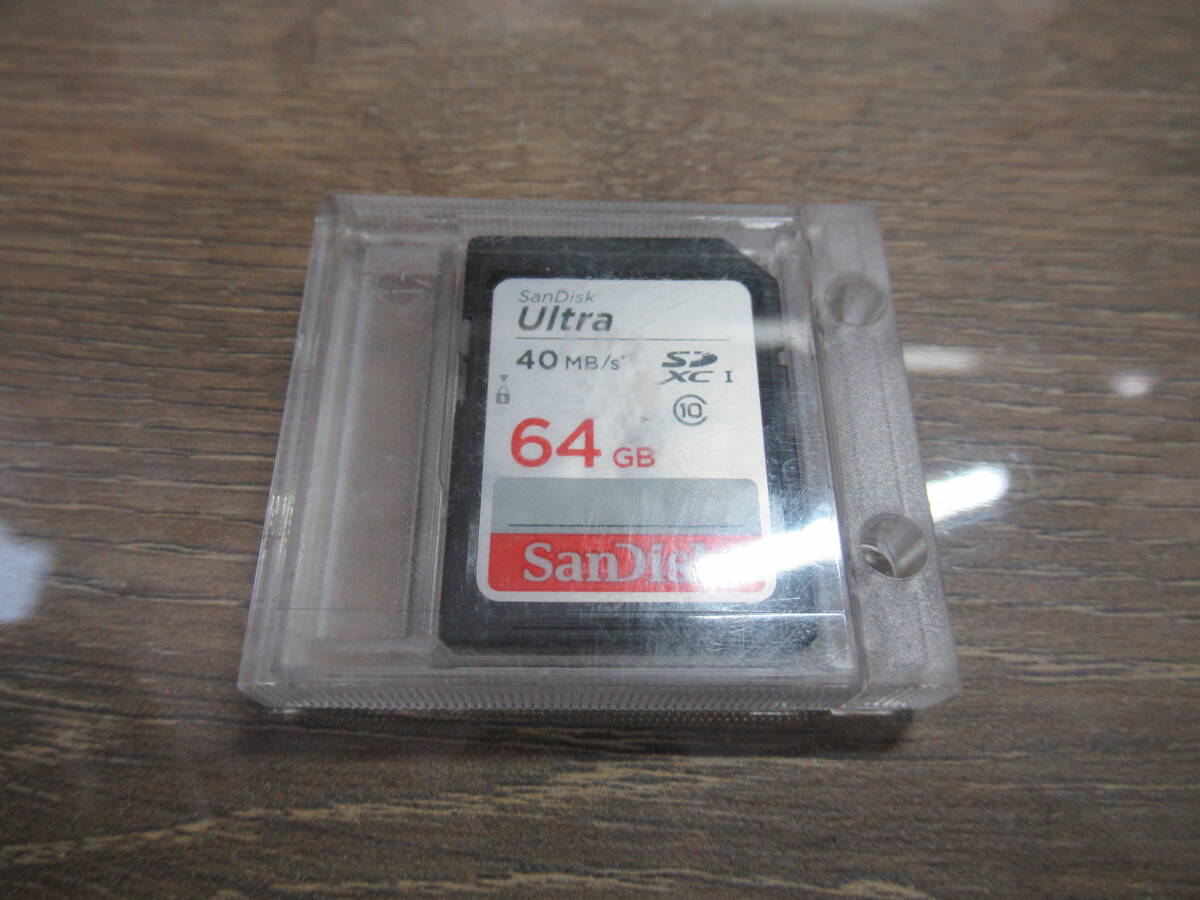 SanDisk
Ultra
40 MB/s*
SD
XC I
10
64 GB
SanDisk